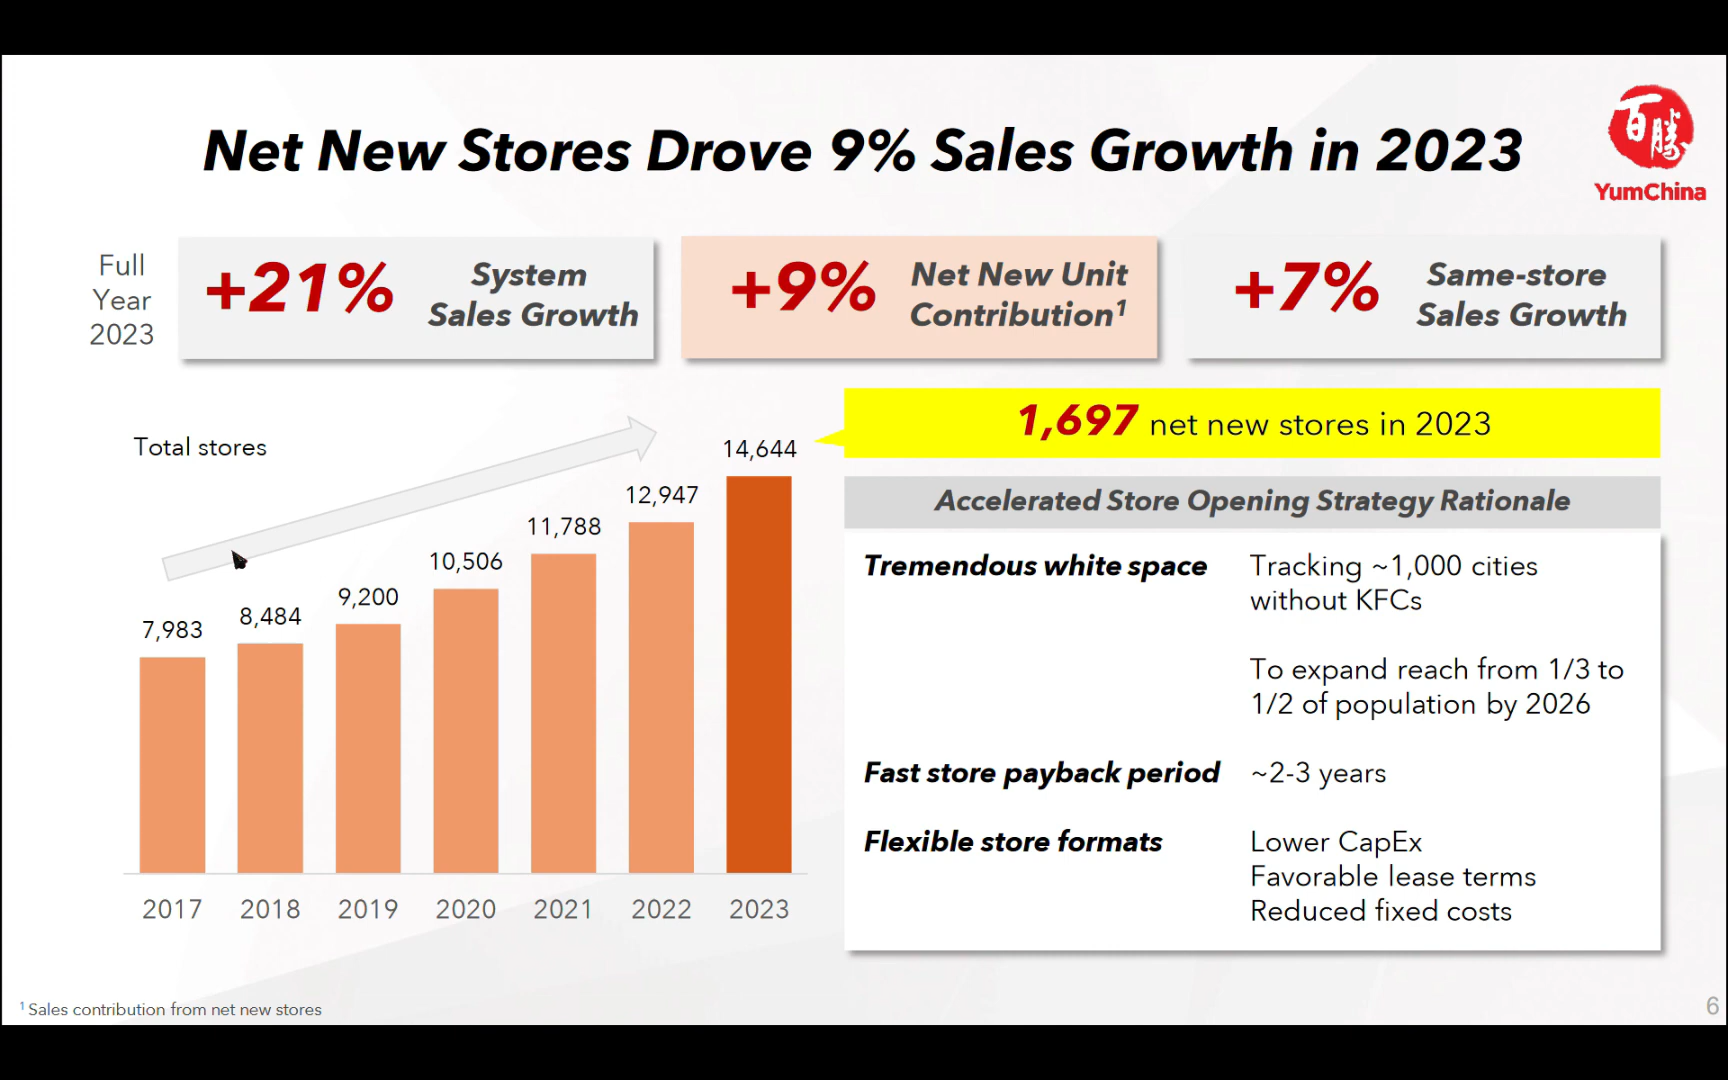 Net New Stores Drove 9% Sales Growth in 2023
百勝
YumChina
Full
Year
2023
+21%
System
Sales Growth
+9%
Net New Unit
Contribution¹
+7%
Same-store
Sales Growth
Total stores
7,983
8,484
9,200
10,506
11,788
12,947
14,644
2017 2018 2019 2020 2021 2022 2023
1,697 net new stores in 2023
Accelerated Store Opening Strategy Rationale
Tremendous white space
Tracking ~1,000 cities
without KFCs
To expand reach from 1/3 to
1/2 of population by 2026
Fast store payback period
~2-3 years
Flexible store formats
Lower CapEx
Favorable lease terms
Reduced fixed costs
¹ Sales contribution from net new stores
6